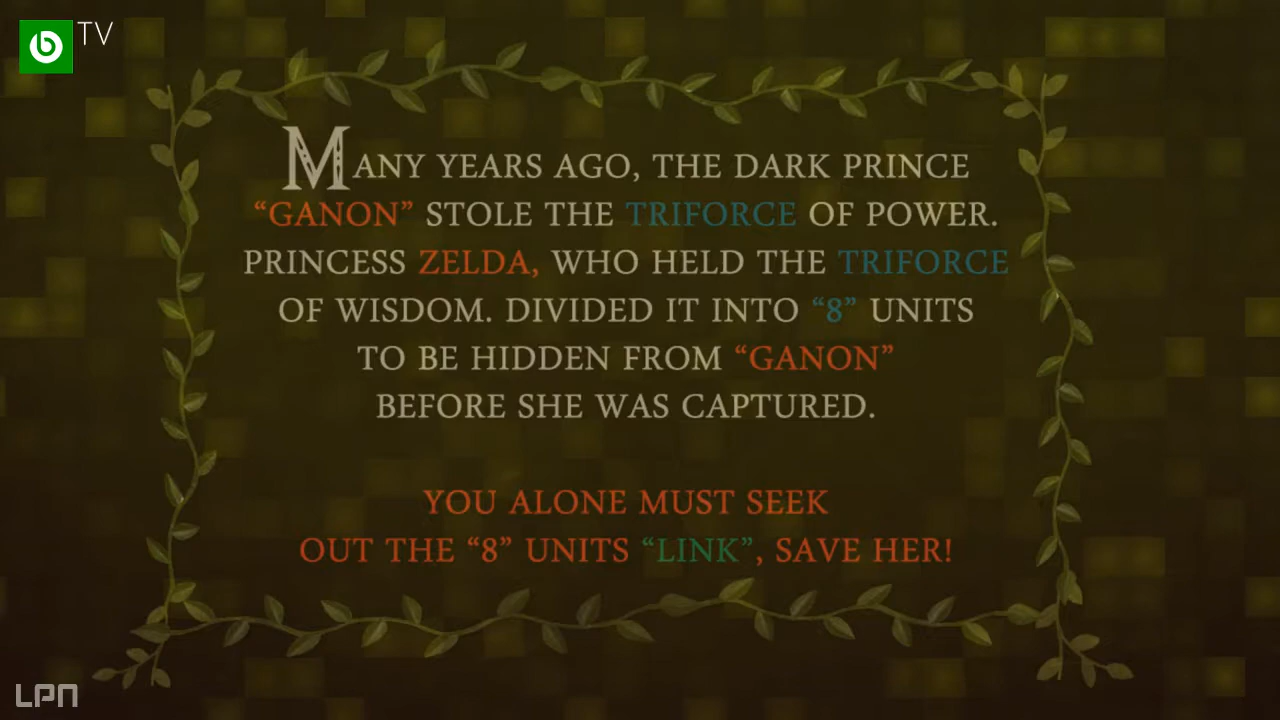 TV
MANY YEARS AGO, THE DARK PRINCE
“GANON” STOLE THE TRIFORCE OF POWER.
PRINCESS ZELDA, WHO HELD THE TRIFORCE
OF WISDOM. DIVIDED IT INTO “8” UNITS
TO BE HIDDEN FROM “GANON”
BEFORE SHE WAS CAPTURED.
YOU ALONE MUST SEEK
OUT THE “8” UNITS “LINK”, SAVE HER!
LPN